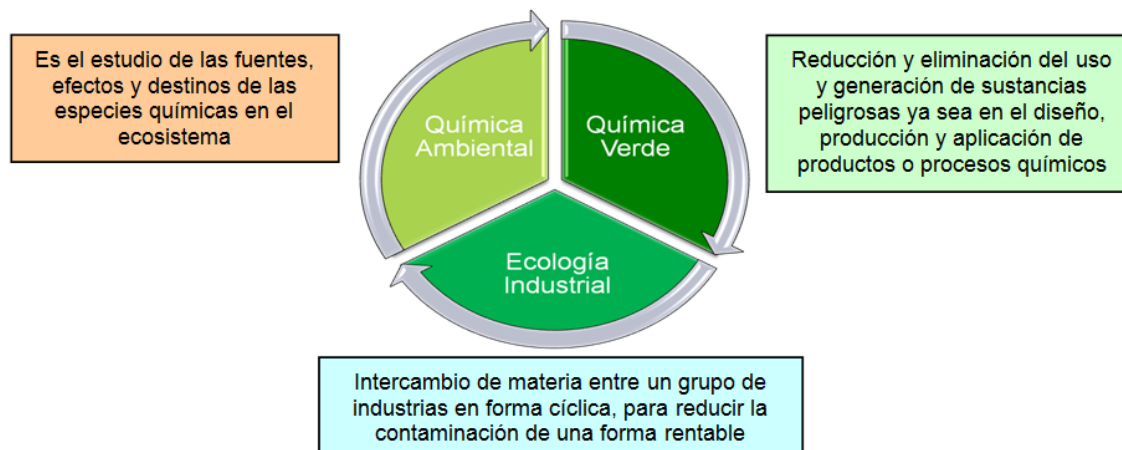 Es el estudio de las fuentes,
efectos y destinos de las
especies químicas en el
ecosistema
Química
Ambiental
Química
Verde
Reducción y eliminación del uso
y generación de sustancias
peligrosas ya sea en el diseño,
producción y aplicación de
productos o procesos químicos
Ecología
Industrial
Intercambio de materia entre un grupo de
industrias en forma cíclica, para reducir la
contaminación de una forma rentable